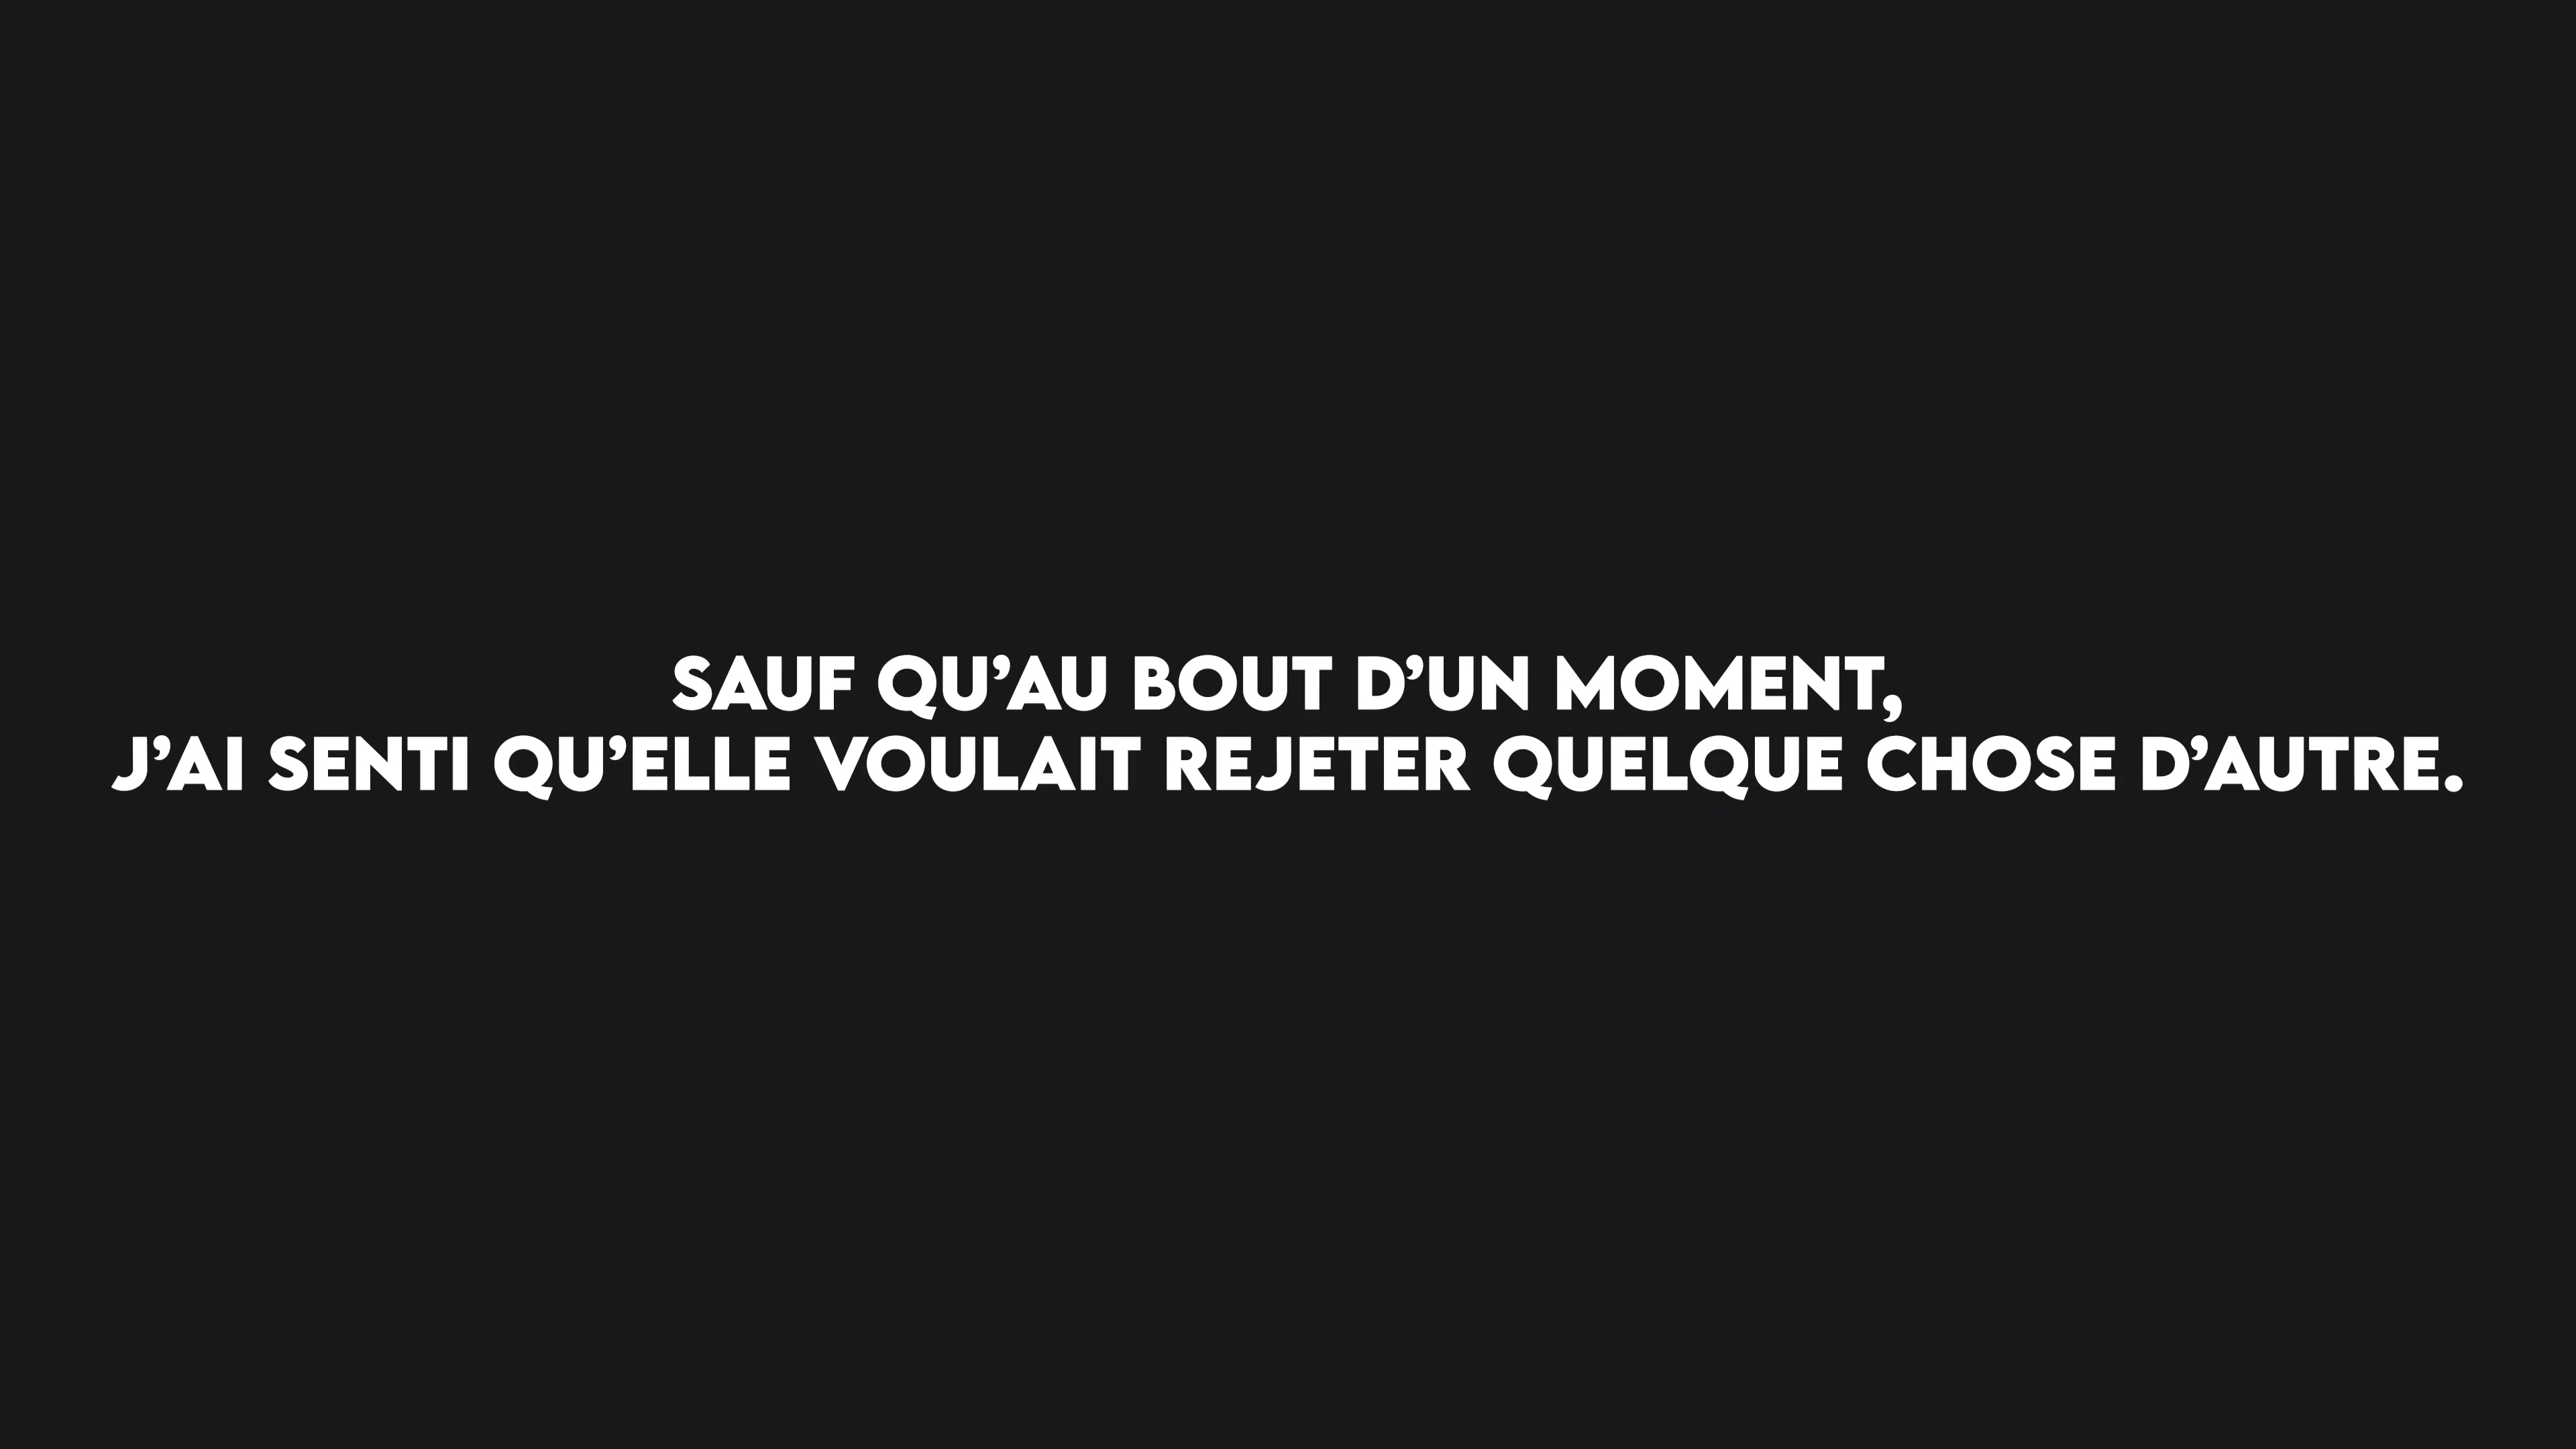 SAUF QU’AU BOUT D’UN MOMENT,
J’AI SENTI QU’ELLE VOULAIT REJETER QUELQUE CHOSE D’AUTRE.